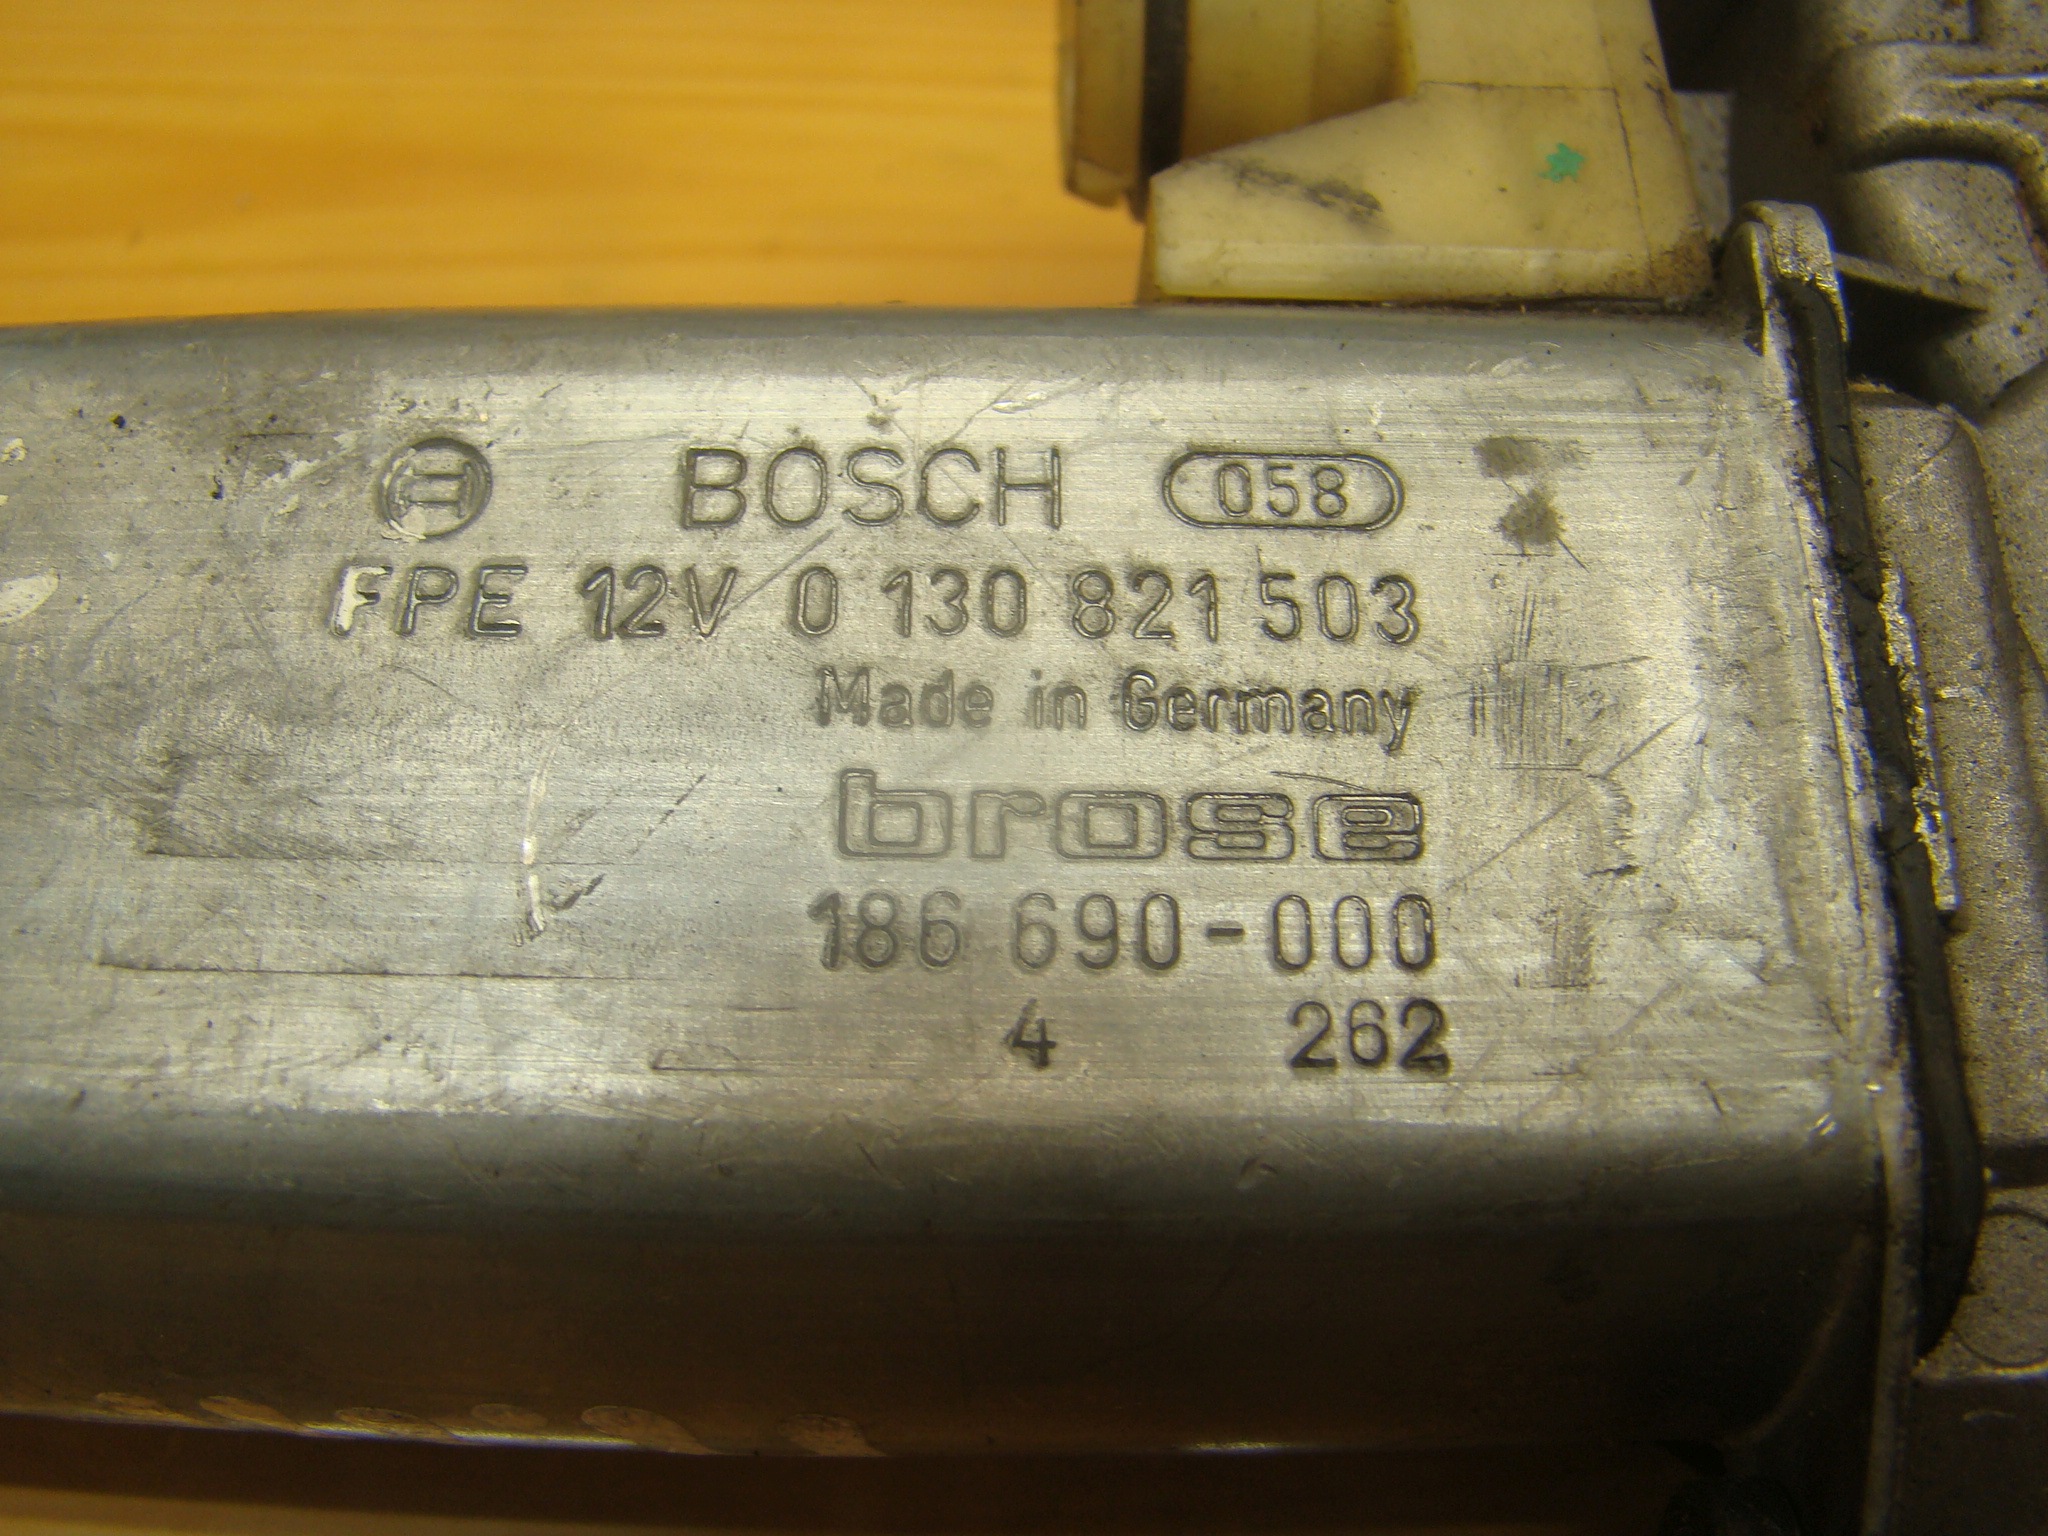 BOSCH 058
FPE 12V 0 130 821 503
Made in Germany
brose
186 690-000
4 262